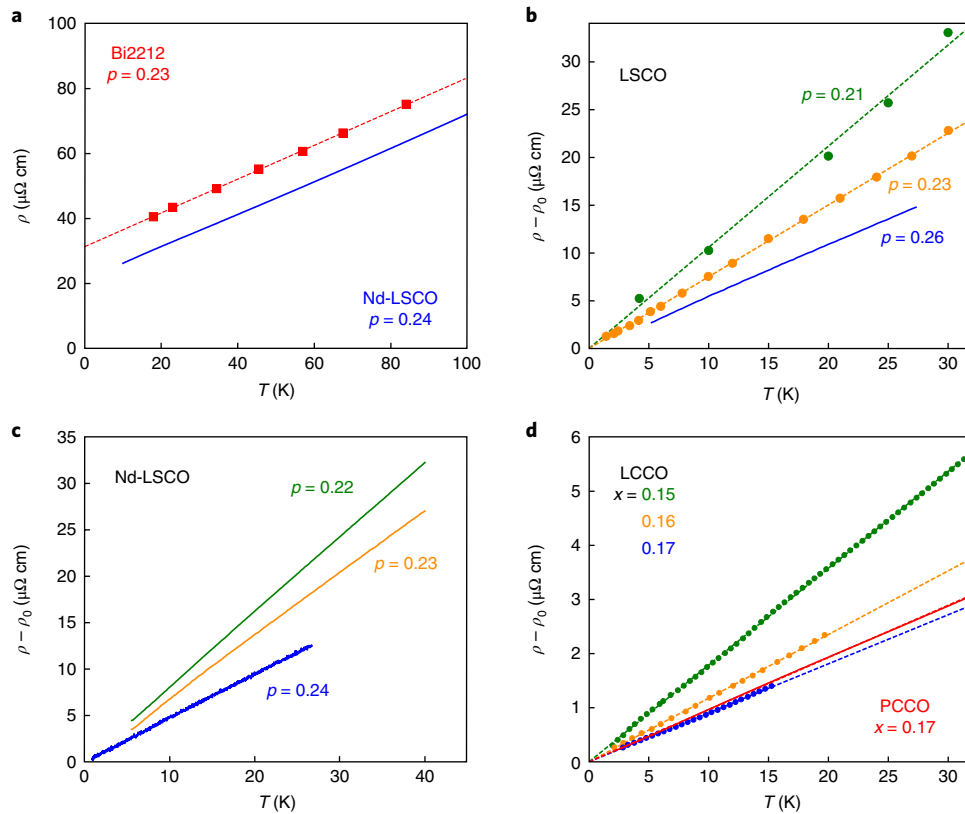 a
100
80
60
40
20
0
ρ (μΩ cm)
Bi2212
p = 0.23
Nd-LSCO
p = 0.24
0 20 40 60 80 100
T (K)
b
30
25
20
15
10
5
0
ρ − ρ0 (μΩ cm)
LSCO
p = 0.21
p = 0.23
p = 0.26
0 5 10 15 20 25 30
T (K)
c
35
30
25
20
15
10
5
0
ρ − ρ0 (μΩ cm)
Nd-LSCO
p = 0.22
p = 0.23
p = 0.24
0 10 20 30 40
T (K)
d
6
5
4
3
2
1
0
ρ − ρ0 (μΩ cm)
LCCO
x = 0.15
0.16
0.17
PCCO
x = 0.17
0 5 10 15 20 25 30
T (K)